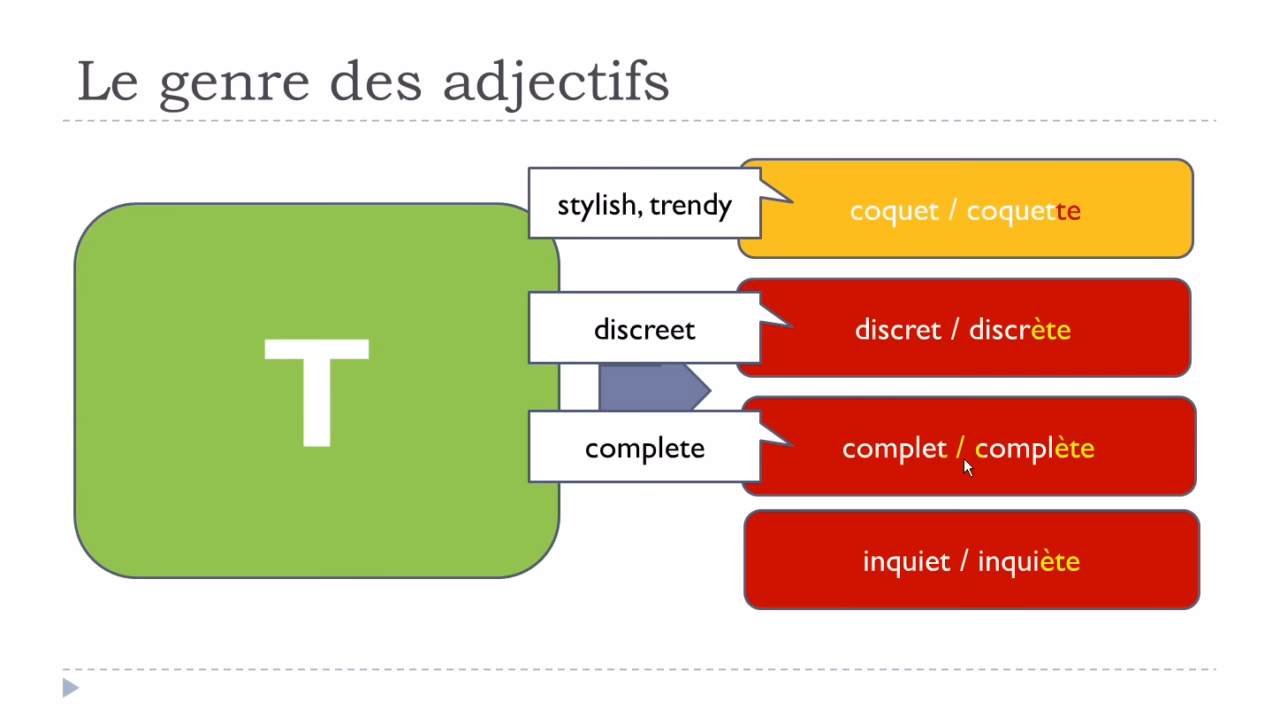 Le genre des adjectifs
T
stylish, trendy
coquet / coquette
discreet
discret / discrète
complete
complet / complète
inquiet / inquiète